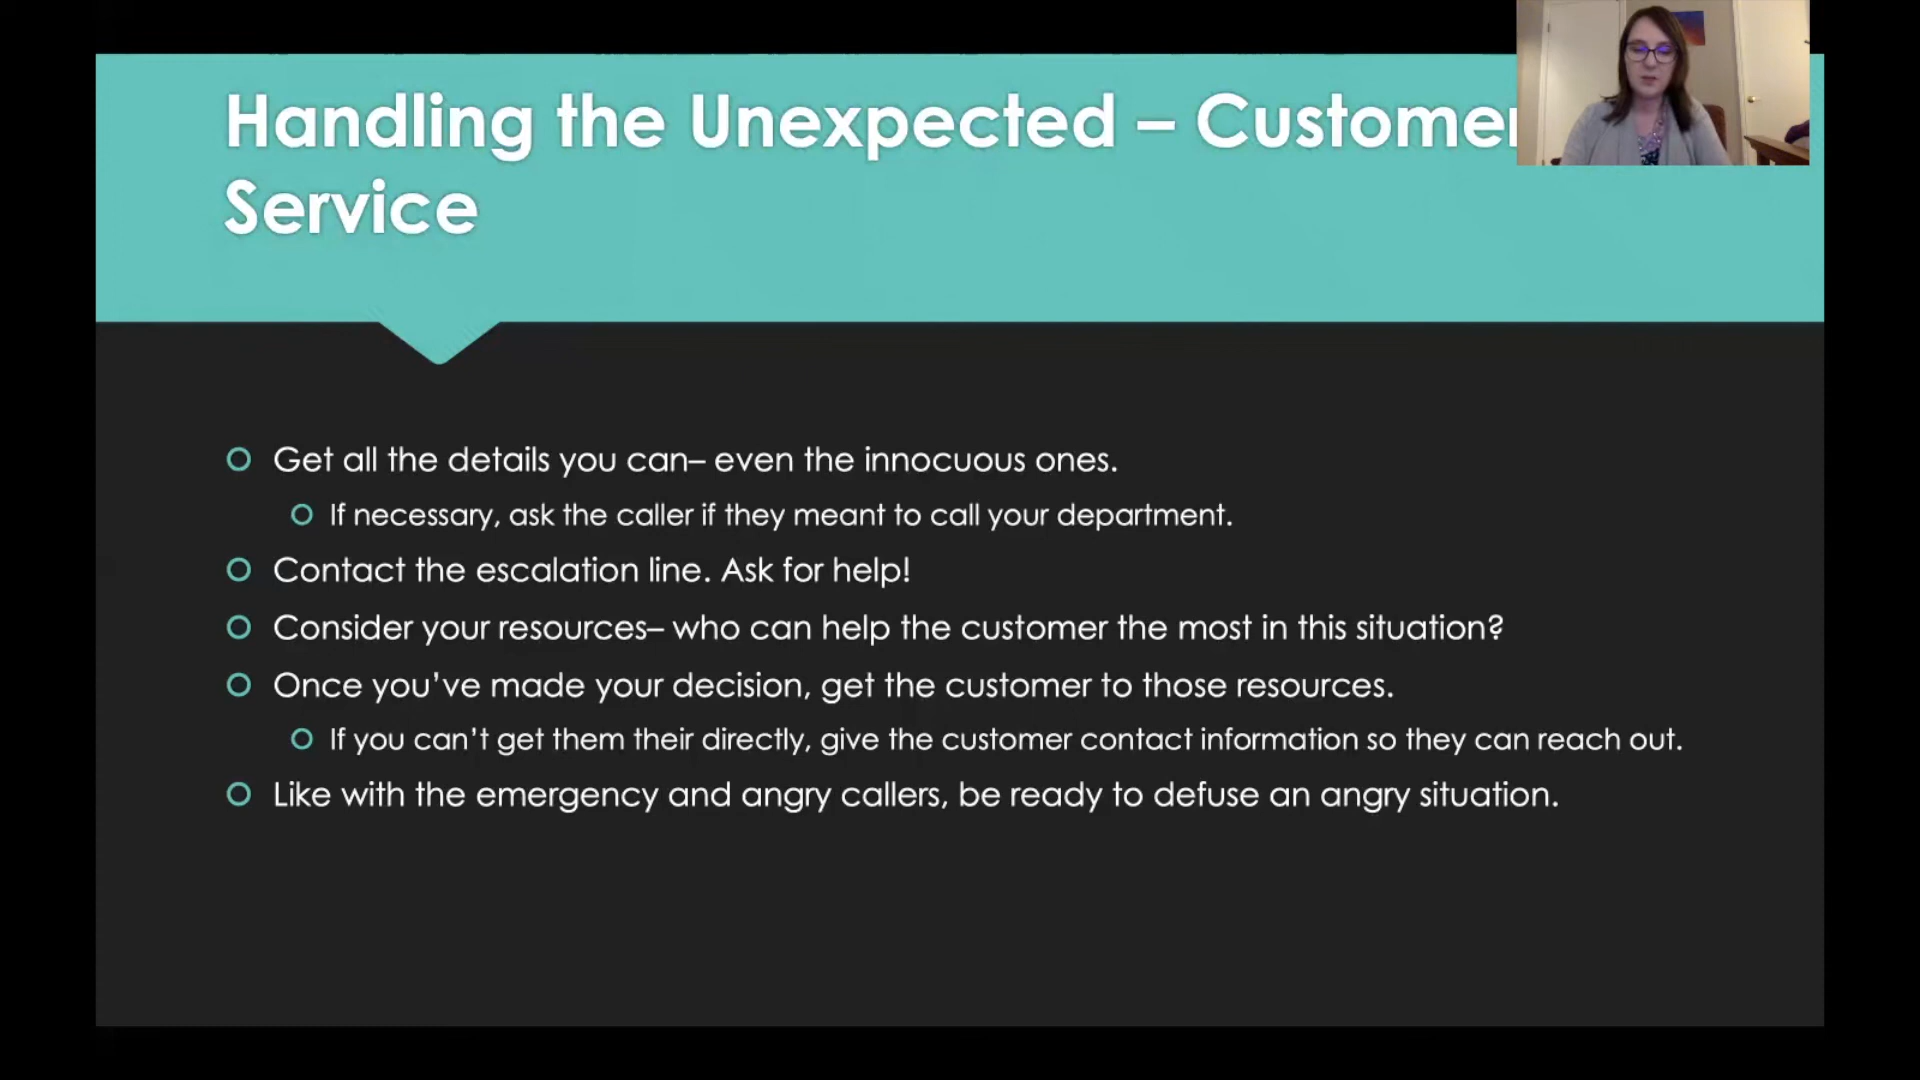 Handling the Unexpected – Customer
Service
Get all the details you can– even the innocuous ones.
If necessary, ask the caller if they meant to call your department.
Contact the escalation line. Ask for help!
Consider your resources– who can help the customer the most in this situation?
Once you’ve made your decision, get the customer to those resources.
If you can’t get them their directly, give the customer contact information so they can reach out.
Like with the emergency and angry callers, be ready to defuse an angry situation.